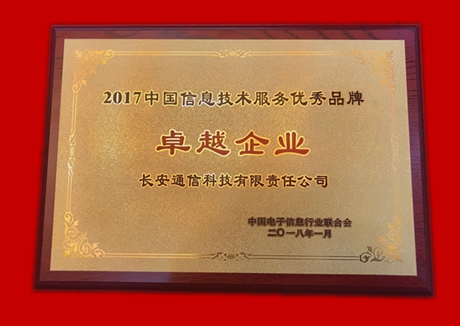 2017中国信息技术服务优秀品牌
卓越企业
长安通信科技有限责任公司
中国电子信息行业联合会
二〇一八年一月